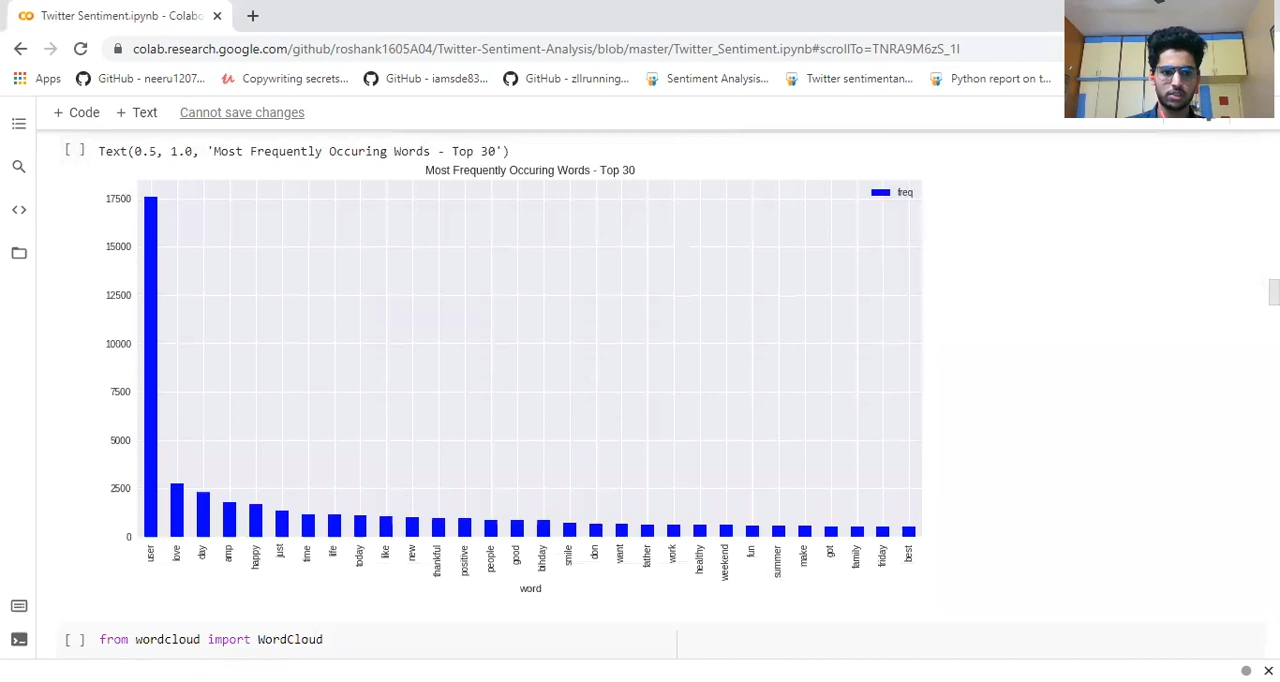 Twitter Sentiment.ipynb - Colabo
colab.research.google.com/github/roshank1605A04/Twitter-Sentiment-Analysis/blob/master/Twitter_Sentiment.ipynb#scrollTo=TNRA9M6zS_1I
Apps GitHub - neeru1207... Copywriting secrets... GitHub - iamsde83... GitHub - zllrunning... Sentiment Analysis... Twitter sentimentan... Python report on t...
+ Code + Text Cannot save changes
[ ] Text(0.5, 1.0, 'Most Frequently Occuring Words - Top 30')
Most Frequently Occuring Words - Top 30
freq
17500
15000
12500
10000
7500
5000
2500
0
user love day amp happy just time life today like new thankful positive people good bihday smile don want father work healthy weekend fun summer make got family friday best
word
[ ] from wordcloud import WordCloud